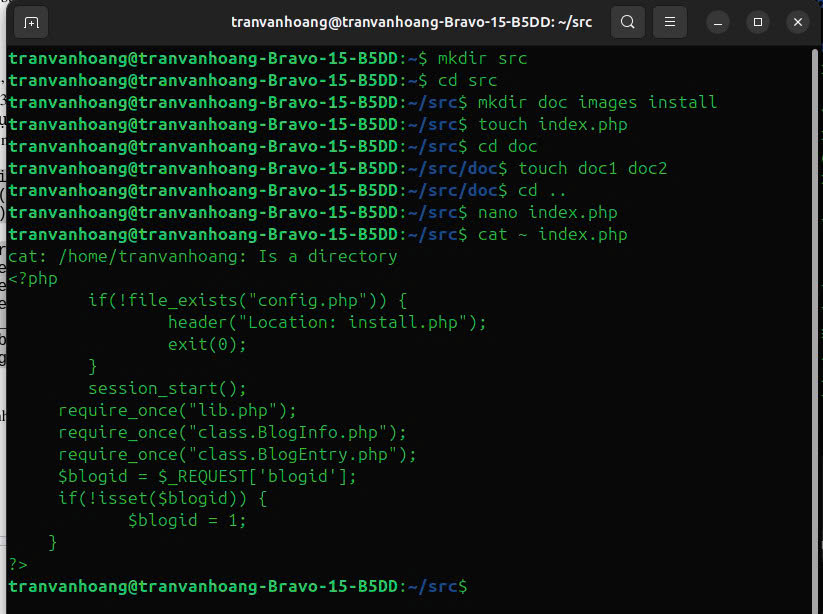 tranvanhoang@tranvanhoang-Bravo-15-B5DD: ~/src
tranvanhoang@tranvanhoang-Bravo-15-B5DD:~$ mkdir src
tranvanhoang@tranvanhoang-Bravo-15-B5DD:~$ cd src
tranvanhoang@tranvanhoang-Bravo-15-B5DD:~/src$ mkdir doc images install
tranvanhoang@tranvanhoang-Bravo-15-B5DD:~/src$ touch index.php
tranvanhoang@tranvanhoang-Bravo-15-B5DD:~/src$ cd doc
tranvanhoang@tranvanhoang-Bravo-15-B5DD:~/src/doc$ touch doc1 doc2
tranvanhoang@tranvanhoang-Bravo-15-B5DD:~/src/doc$ cd ..
tranvanhoang@tranvanhoang-Bravo-15-B5DD:~/src$ nano index.php
tranvanhoang@tranvanhoang-Bravo-15-B5DD:~/src$ cat ~ index.php
cat: /home/tranvanhoang: Is a directory
<?php
        if(!file_exists("config.php")) {
                header("Location: install.php");
                exit(0);
        }
        session_start();
     require_once("lib.php");
     require_once("class.BlogInfo.php");
     require_once("class.BlogEntry.php");
     $blogid = $_REQUEST['blogid'];
     if(!isset($blogid)) {
            $blogid = 1;
    }
?>
tranvanhoang@tranvanhoang-Bravo-15-B5DD:~/src$